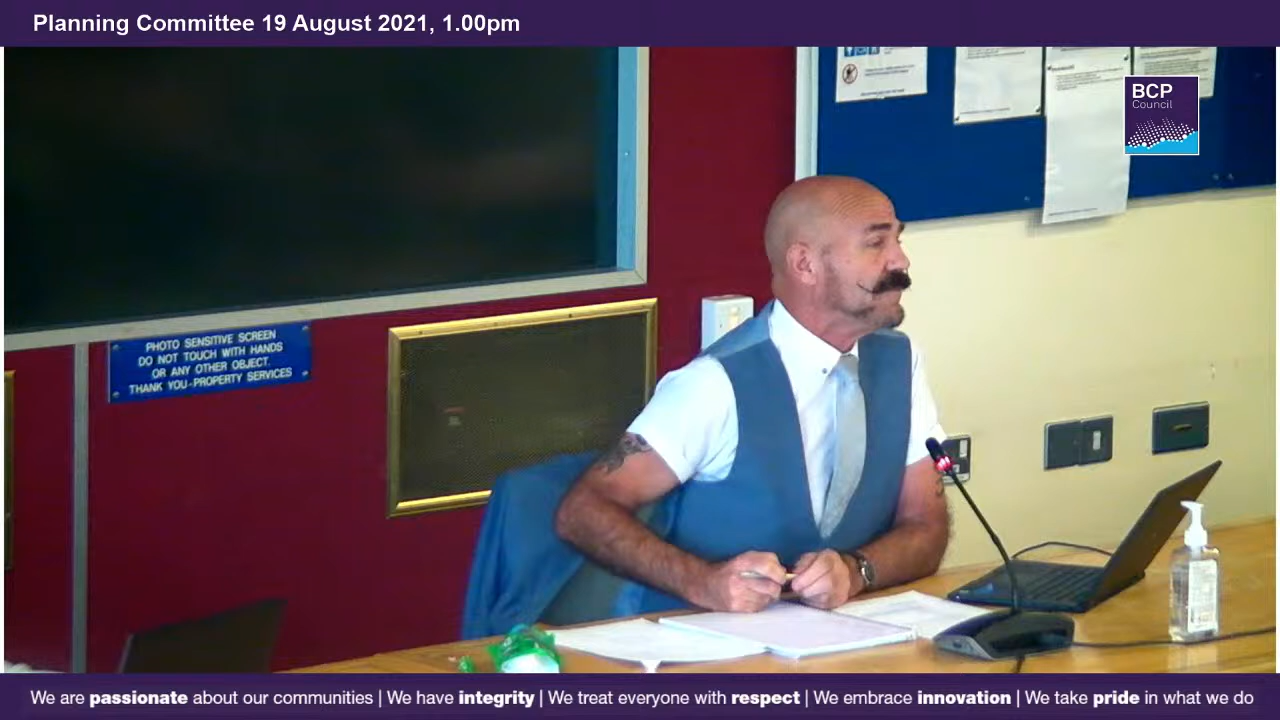 Planning Committee 19 August 2021, 1.00pm
BCP
Council
PHOTO SENSITIVE SCREEN
DO NOT TOUCH WITH HANDS
OR ANY OTHER OBJECT.
THANK YOU-PROPERTY SERVICES
We are passionate about our communities | We have integrity | We treat everyone with respect | We embrace innovation | We take pride in what we do